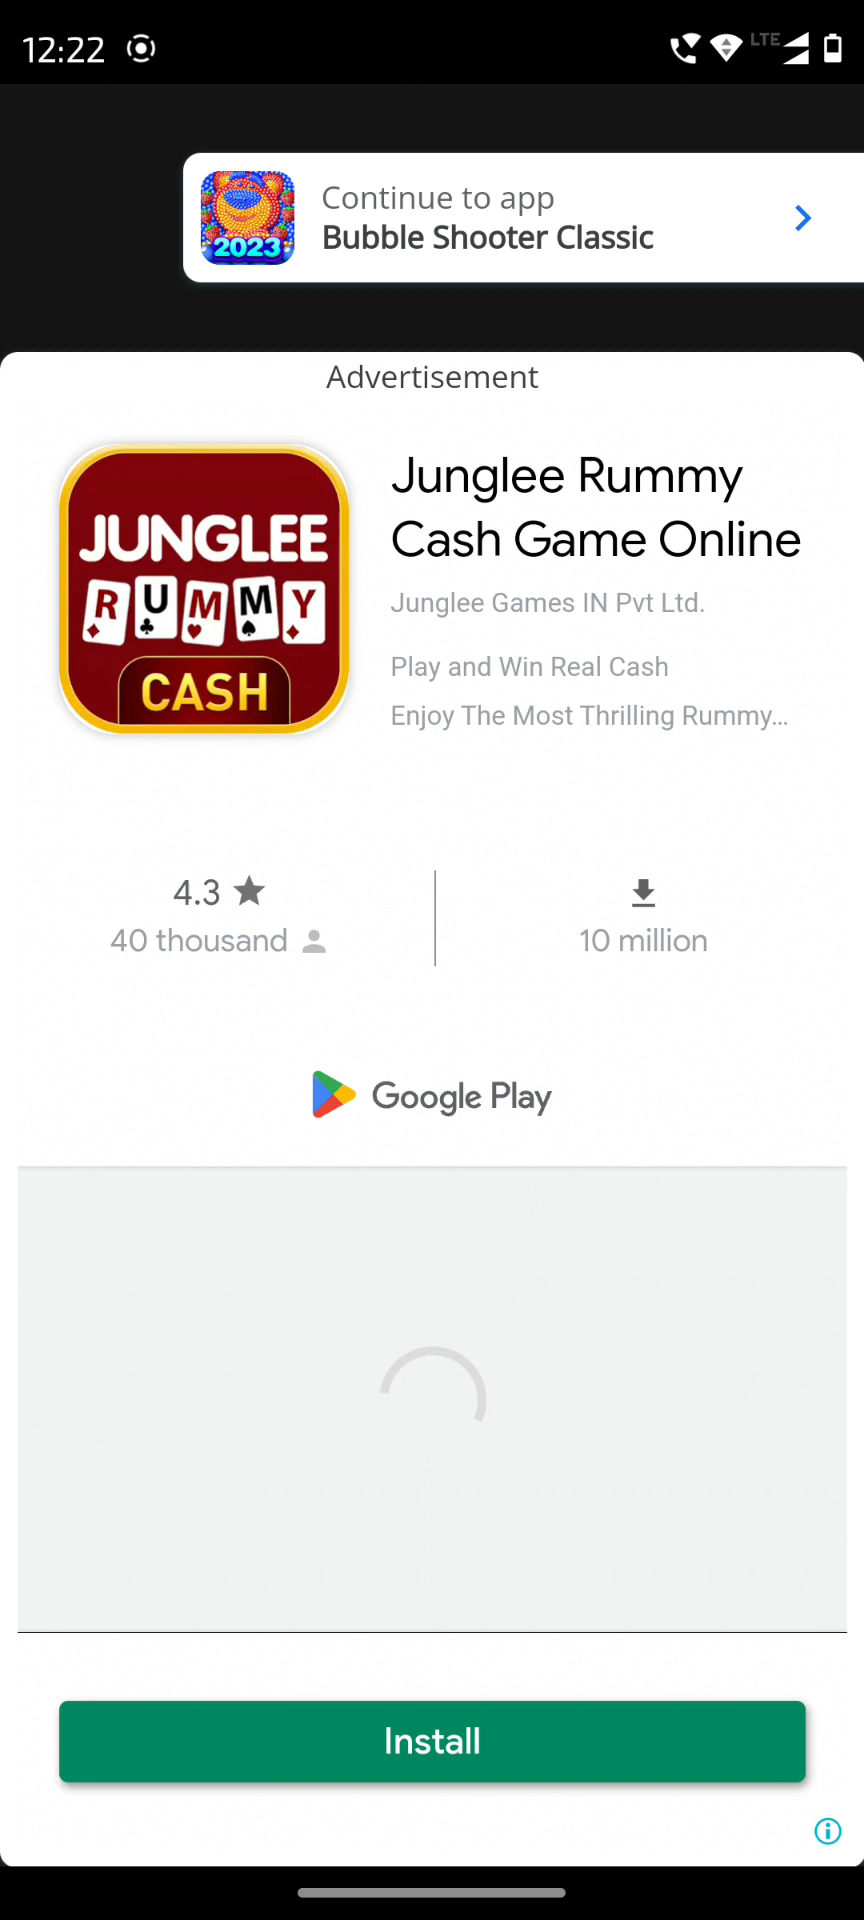 12:22
LTE
Continue to app
Bubble Shooter Classic
2023
Advertisement
JUNGLEE
RUMMY
CASH
Junglee Rummy
Cash Game Online
Junglee Games IN Pvt Ltd.
Play and Win Real Cash
Enjoy The Most Thrilling Rummy...
4.3
40 thousand
10 million
Google Play
Install